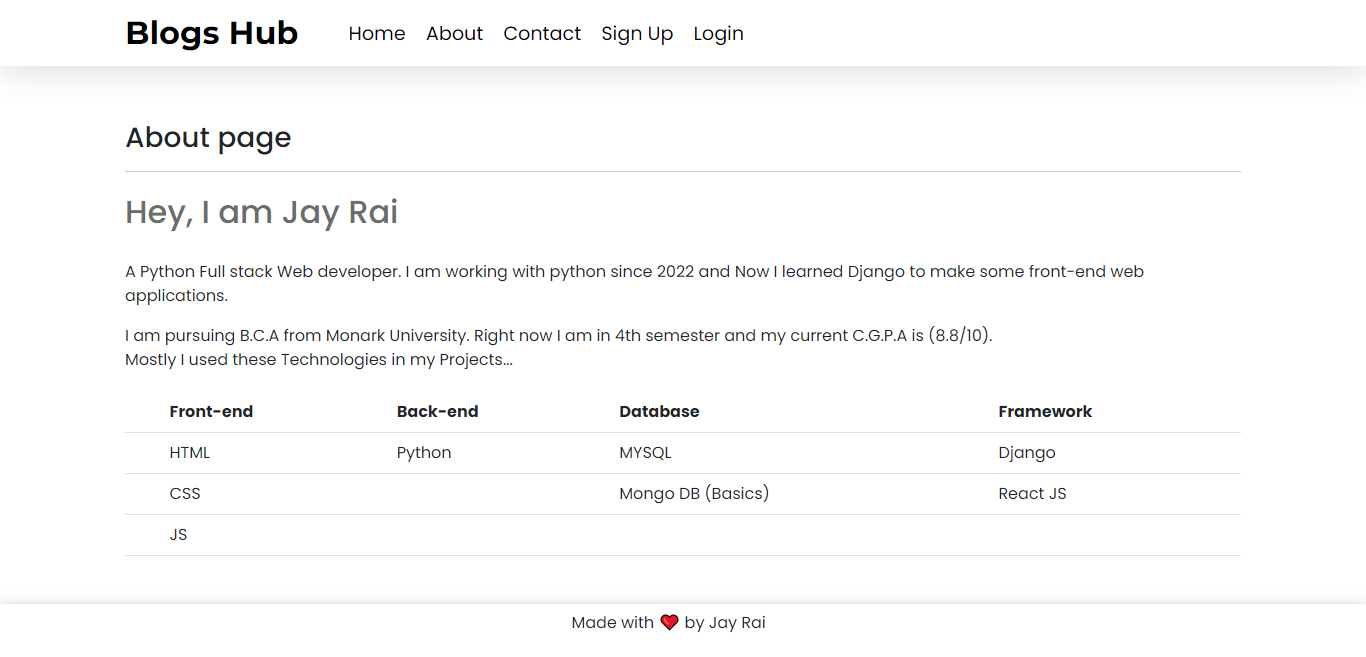 Blogs Hub Home About Contact Sign Up Login
About page
Hey, I am Jay Rai
A Python Full stack Web developer. I am working with python since 2022 and Now I learned Django to make some front-end web
applications.
I am pursuing B.C.A from Monark University. Right now I am in 4th semester and my current C.G.P.A is (8.8/10).
Mostly I used these Technologies in my Projects...
Front-end Back-end Database Framework
HTML Python MYSQL Django
CSS Mongo DB (Basics) React JS
JS
Made with ❤ by Jay Rai